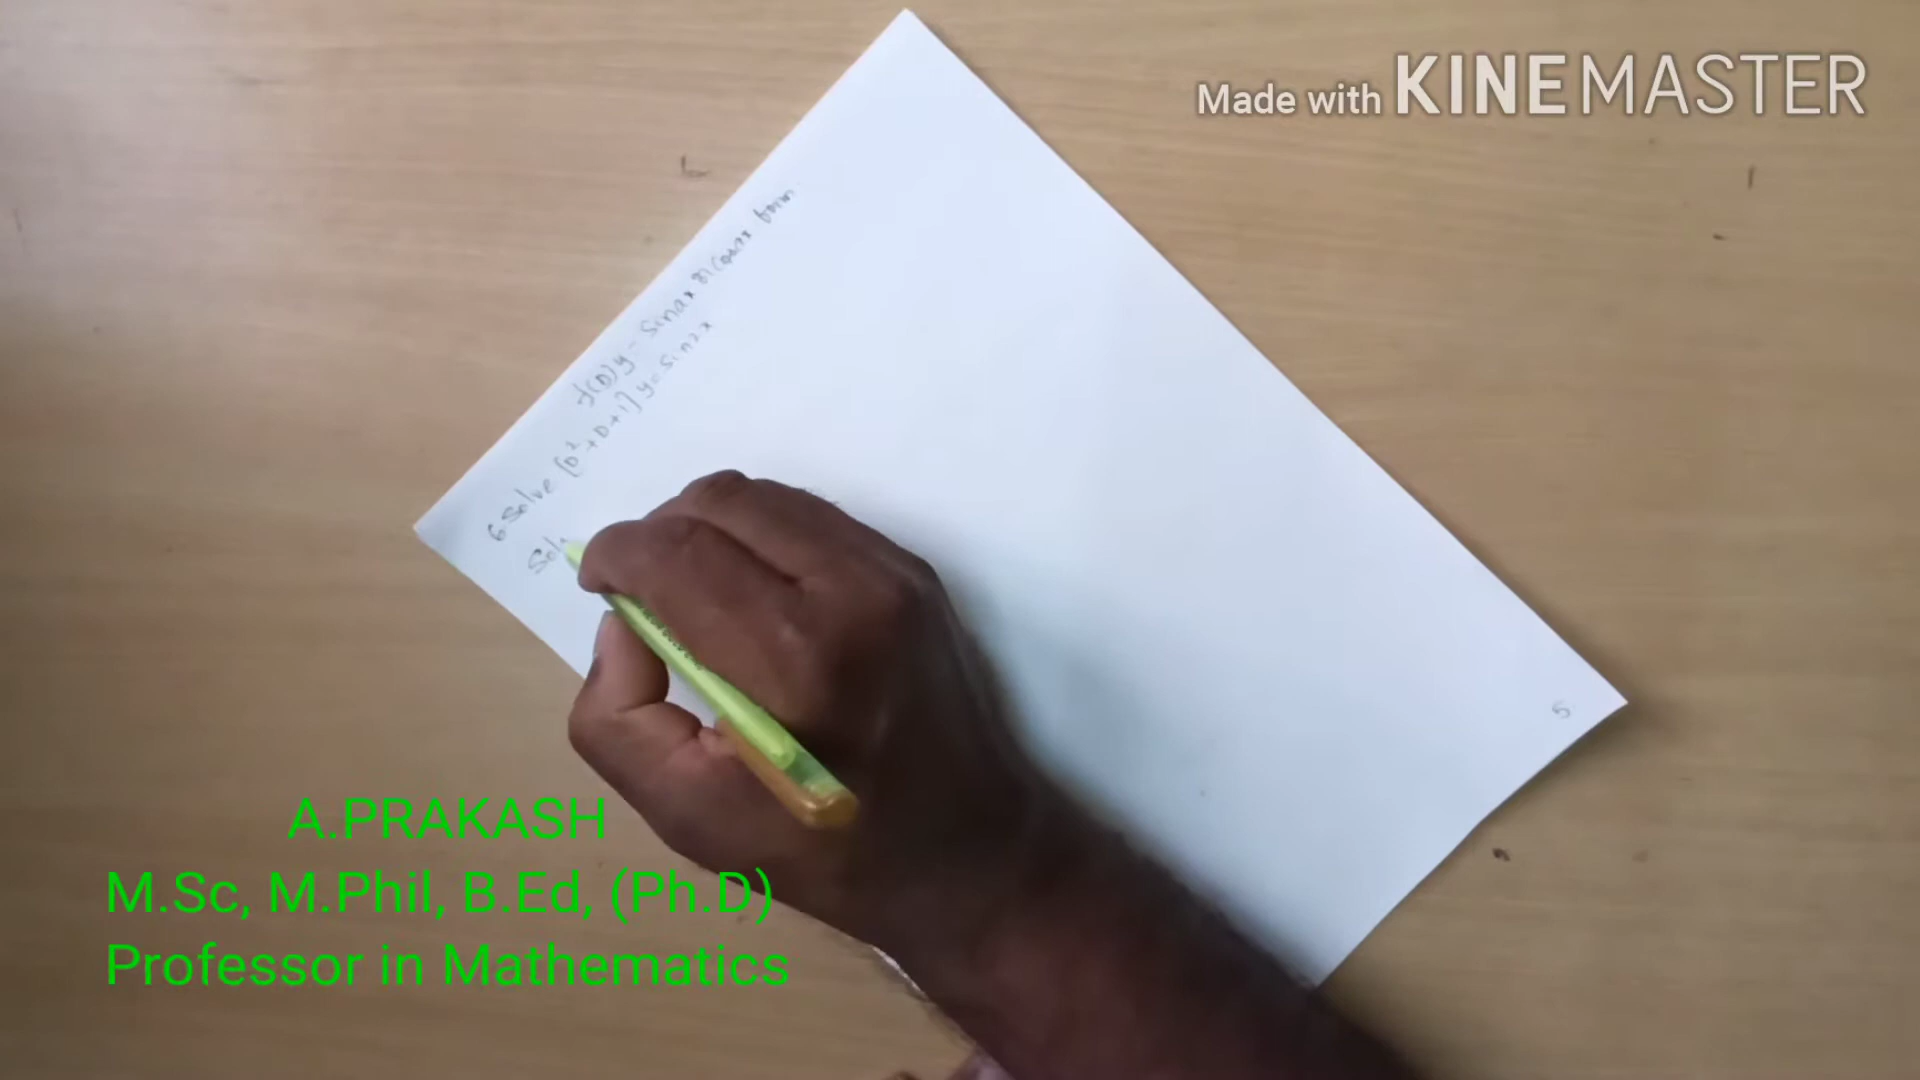 Made with KINEMASTER
f(D)y = sinax or cosax form
6. Solve [D²+D+1] y = sin2x
Soln
5
A.PRAKASH
M.Sc, M.Phil, B.Ed, (Ph.D)
Professor in Mathematics